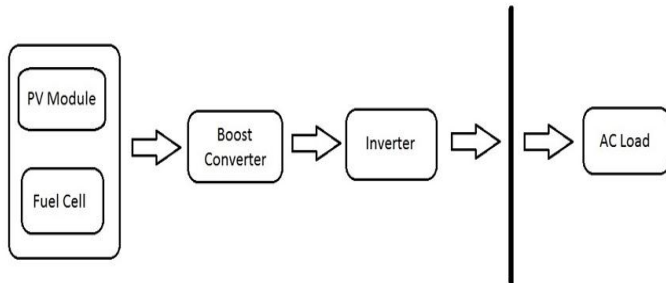 PV Module
Fuel Cell
Boost
Converter
Inverter
AC Load